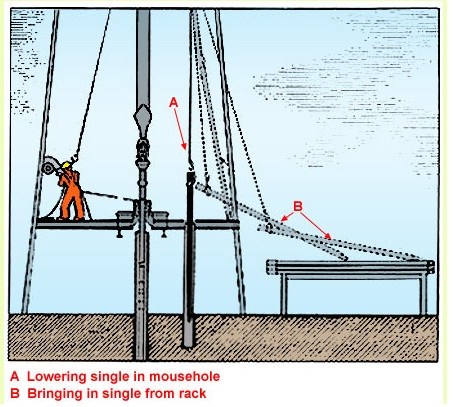 A
B
A Lowering single in mousehole
B Bringing in single from rack